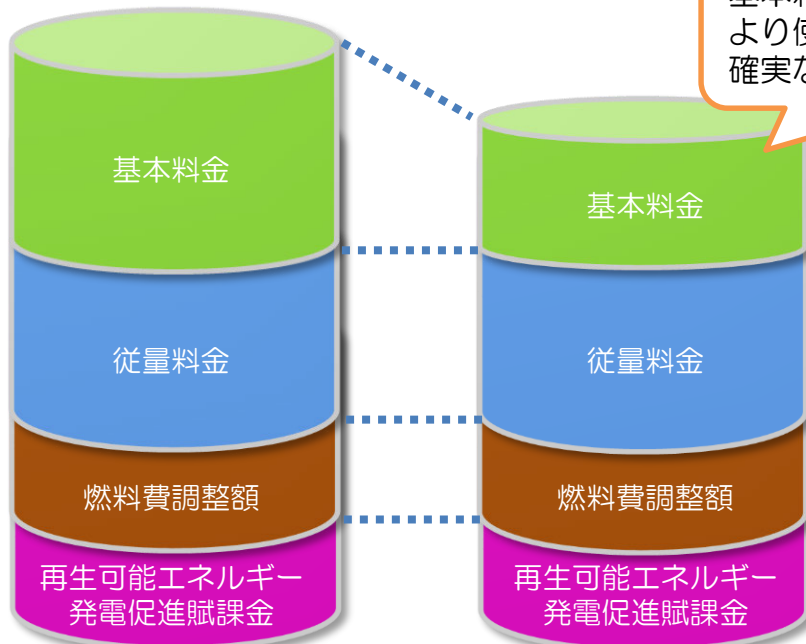 より
確実
基本料金
従量料金
燃料費調整額
再生可能エネルギー
発電促進賦課金
基本料金
従量料金
燃料費調整額
再生可能エネルギー
発電促進賦課金